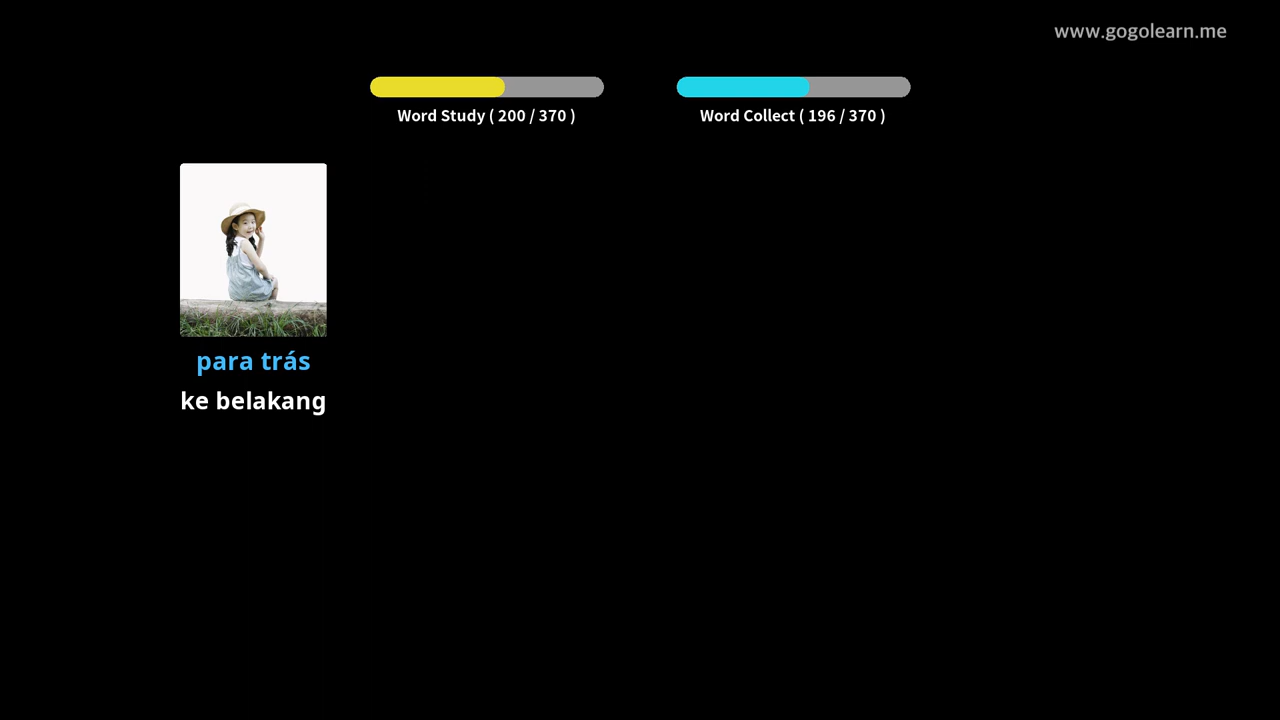 www.gogolearn.me
Word Study ( 200 / 370 )
Word Collect ( 196 / 370 )
para trás
ke belakang